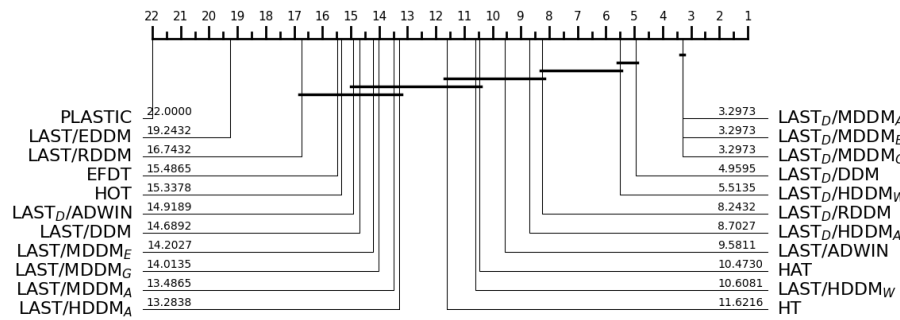 22 21 20 19 18 17 16 15 14 13 12 11 10 9 8 7 6 5 4 3 2 1
PLASTIC 22.0000 3.2973 LAST_D/MDDM_A
LAST/EDDM 19.2432 3.2973 LAST_D/MDDM_E
LAST/RDDM 16.7432 3.2973 LAST_D/MDDM_G
EFDT 15.4865 4.9595 LAST_D/DDM
HOT 15.3378 5.5135 LAST_D/HDDM_W
LAST_D/ADWIN 14.9189 8.2432 LAST_D/RDDM
LAST/DDM 14.6892 8.7027 LAST_D/HDDM_A
LAST/MDDM_E 14.2027 9.5811 LAST/ADWIN
LAST/MDDM_G 14.0135 10.4730 HAT
LAST/MDDM_A 13.4865 10.6081 LAST/HDDM_W
LAST/HDDM_A 13.2838 11.6216 HT